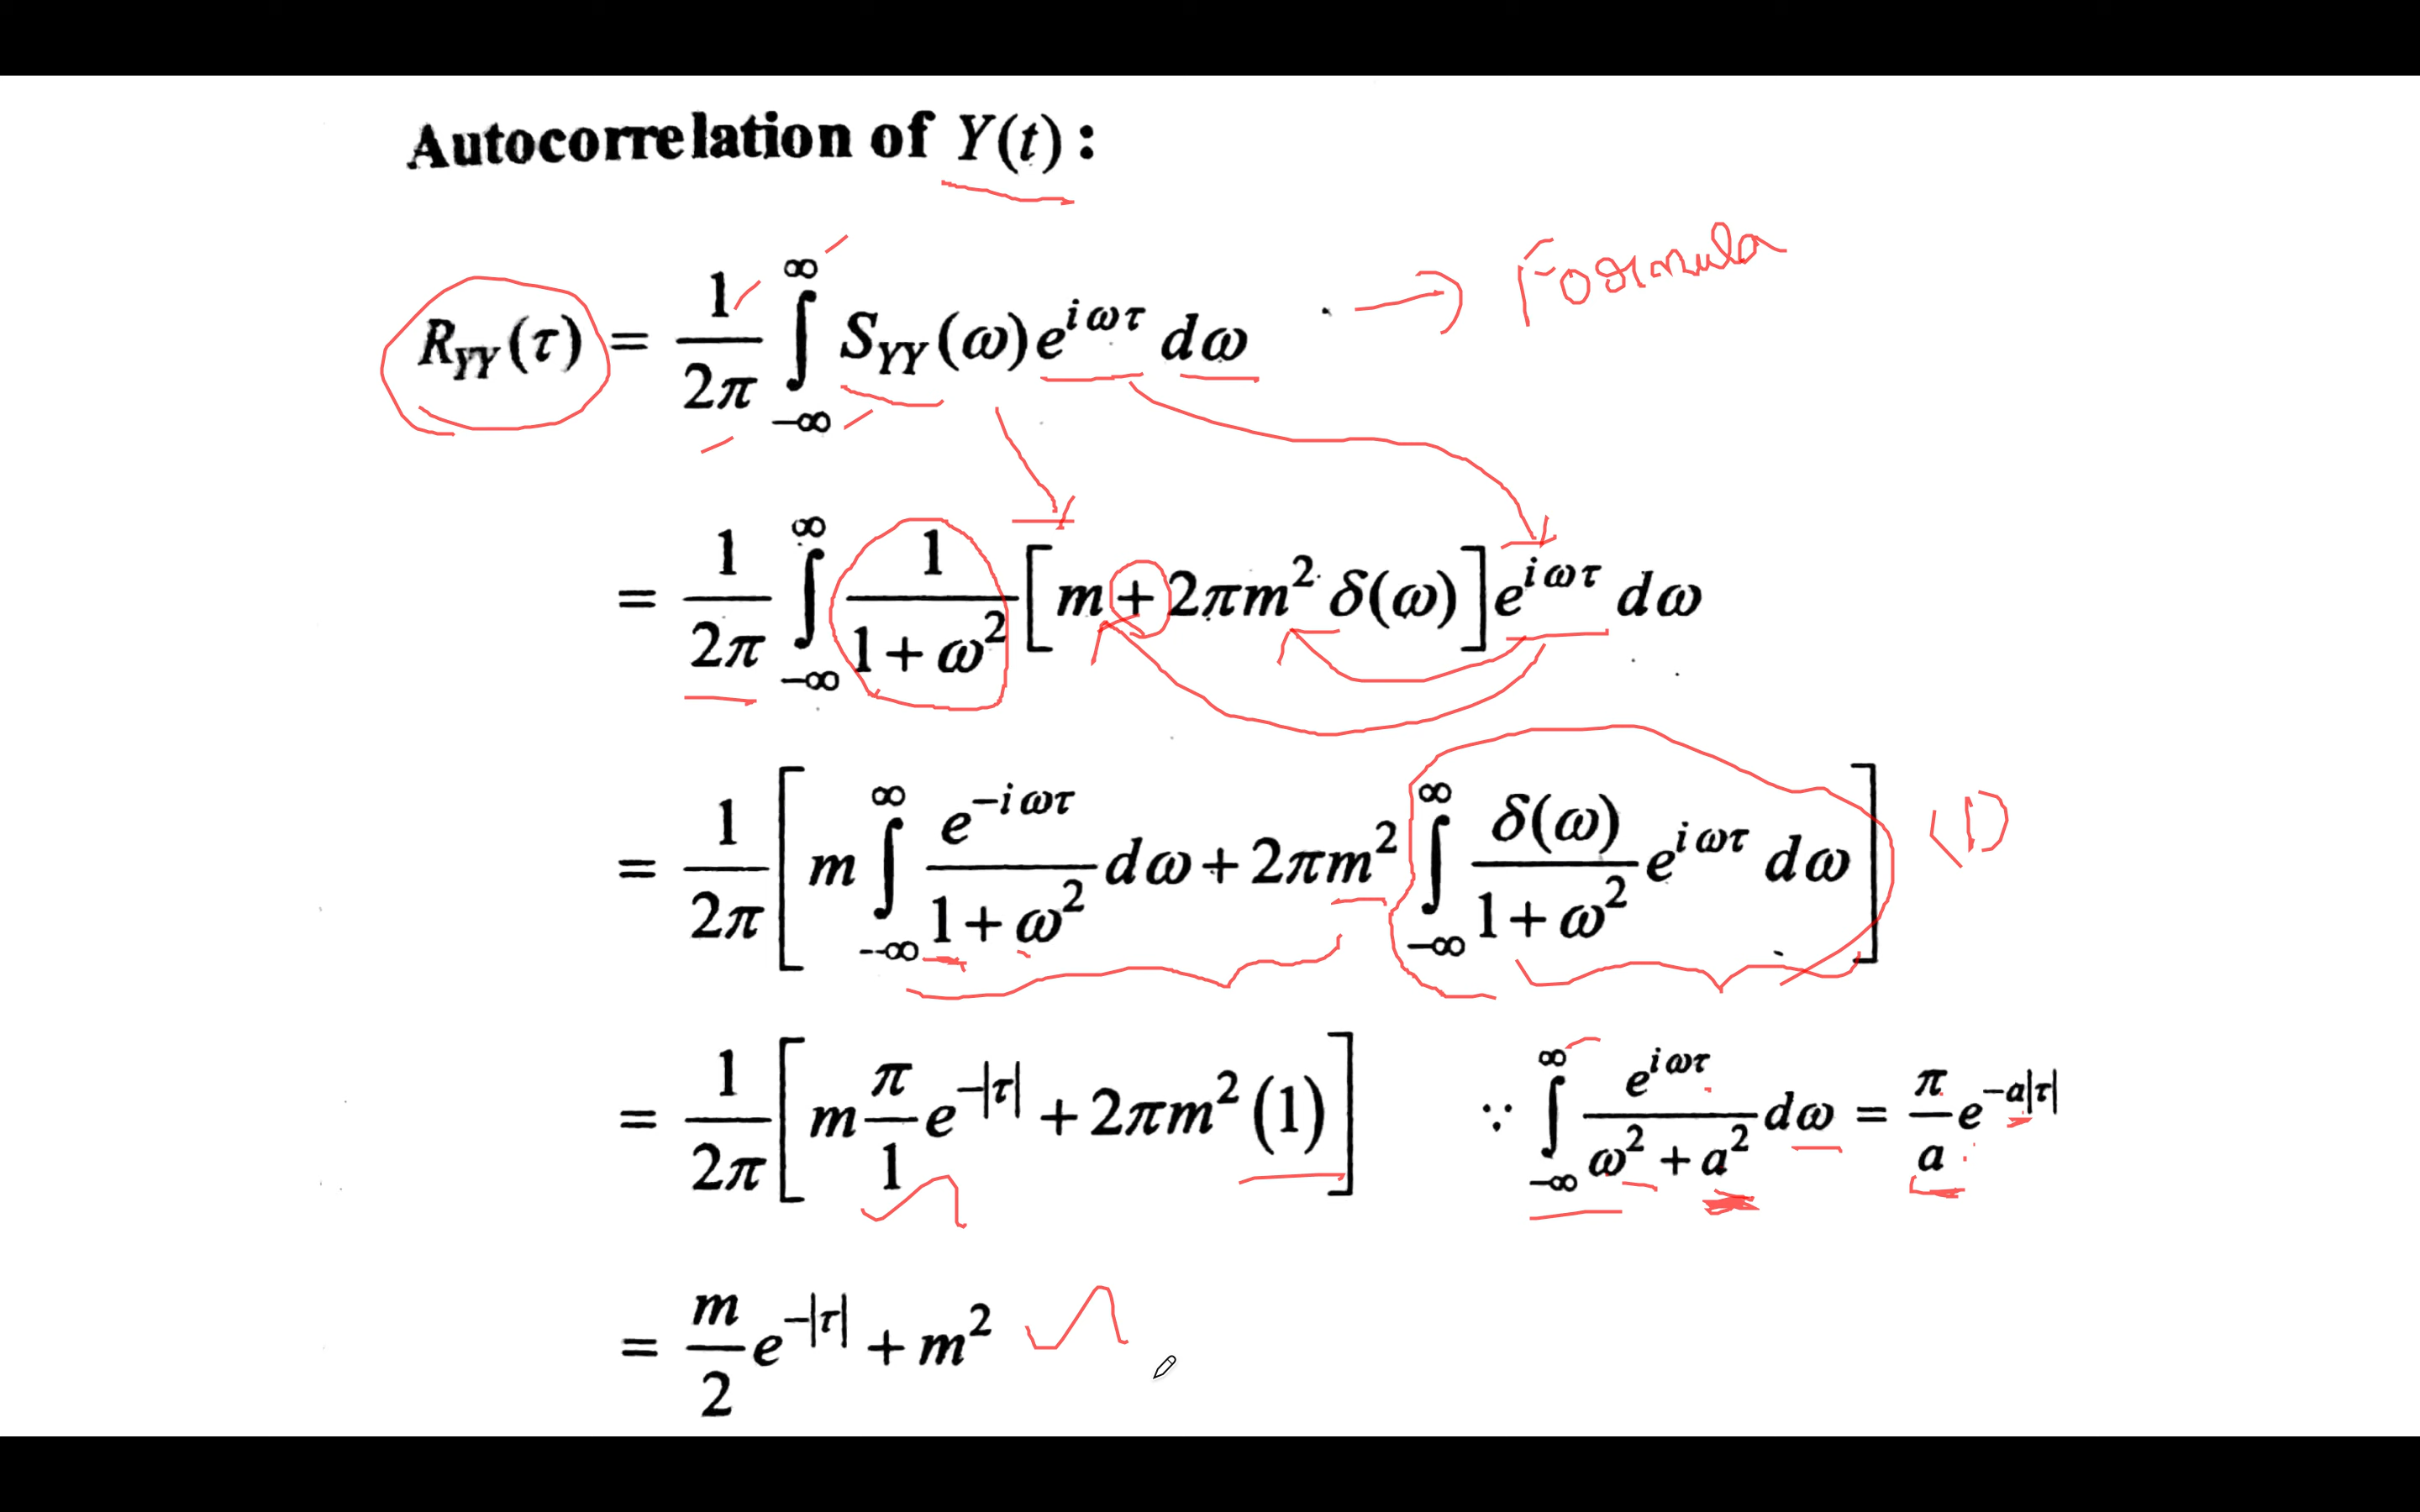 Autocorrelation of Y(t) :
R_YY(τ) = 1/2π ∫_{-∞}^{∞} S_YY(ω) e^{iωτ} dω → Formula
= 1/2π ∫_{-∞}^{∞} 1/(1+ω²) [m + 2πm² δ(ω)] e^{iωτ} dω
= 1/2π [m ∫_{-∞}^{∞} e^{-iωτ}/(1+ω²) dω + 2πm² ∫_{-∞}^{∞} δ(ω)/(1+ω²) e^{iωτ} dω] (1)
= 1/2π [m π/1 e^{-|τ|} + 2πm² (1)] ∵ ∫_{-∞}^{∞} e^{iωτ}/(ω²+a²) dω = π/a e^{-a|τ|}
= m/2 e^{-|τ|} + m²